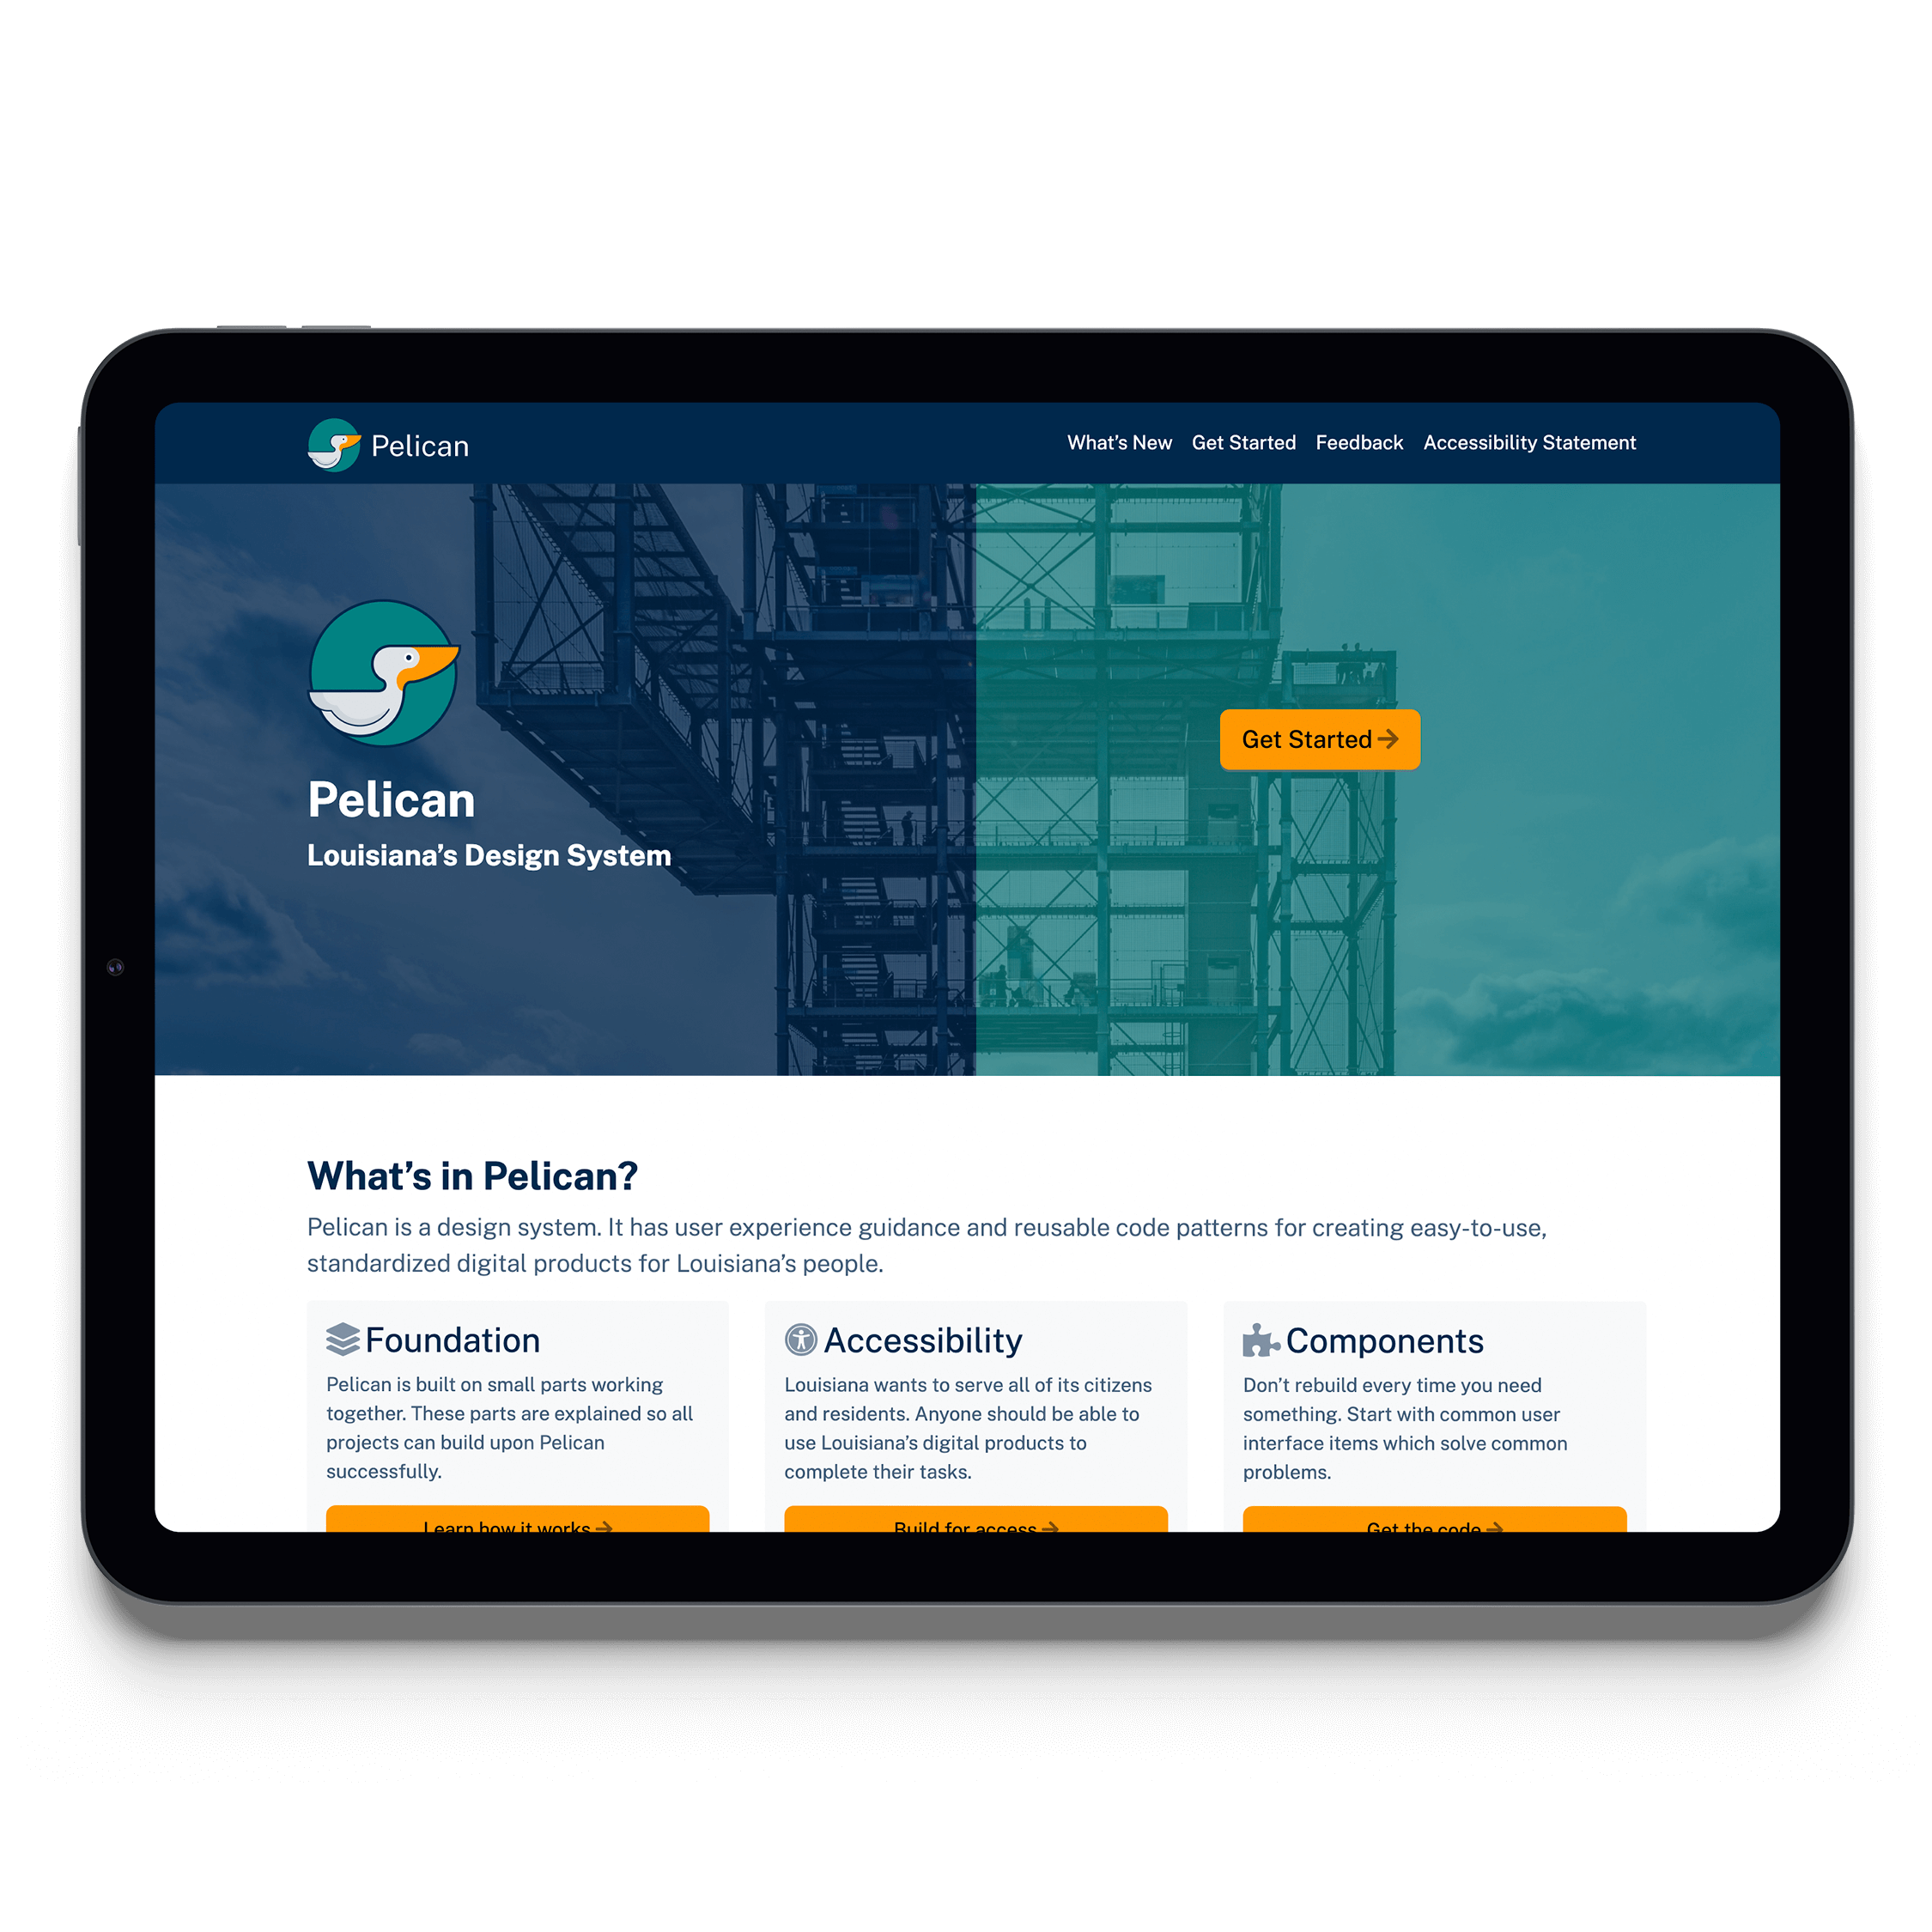 Pelican
What’s New Get Started Feedback Accessibility Statement
Pelican
Louisiana’s Design System
Get Started
What’s in Pelican?
Pelican is a design system. It has user experience guidance and reusable code patterns for creating easy-to-use,
standardized digital products for Louisiana’s people.
Foundation
Pelican is built on small parts working
together. These parts are explained so all
projects can build upon Pelican
successfully.
Learn how it works
Accessibility
Louisiana wants to serve all of its citizens
and residents. Anyone should be able to
use Louisiana’s digital products to
complete their tasks.
Build for access
Components
Don’t rebuild every time you need
something. Start with common user
interface items which solve common
problems.
Get the code